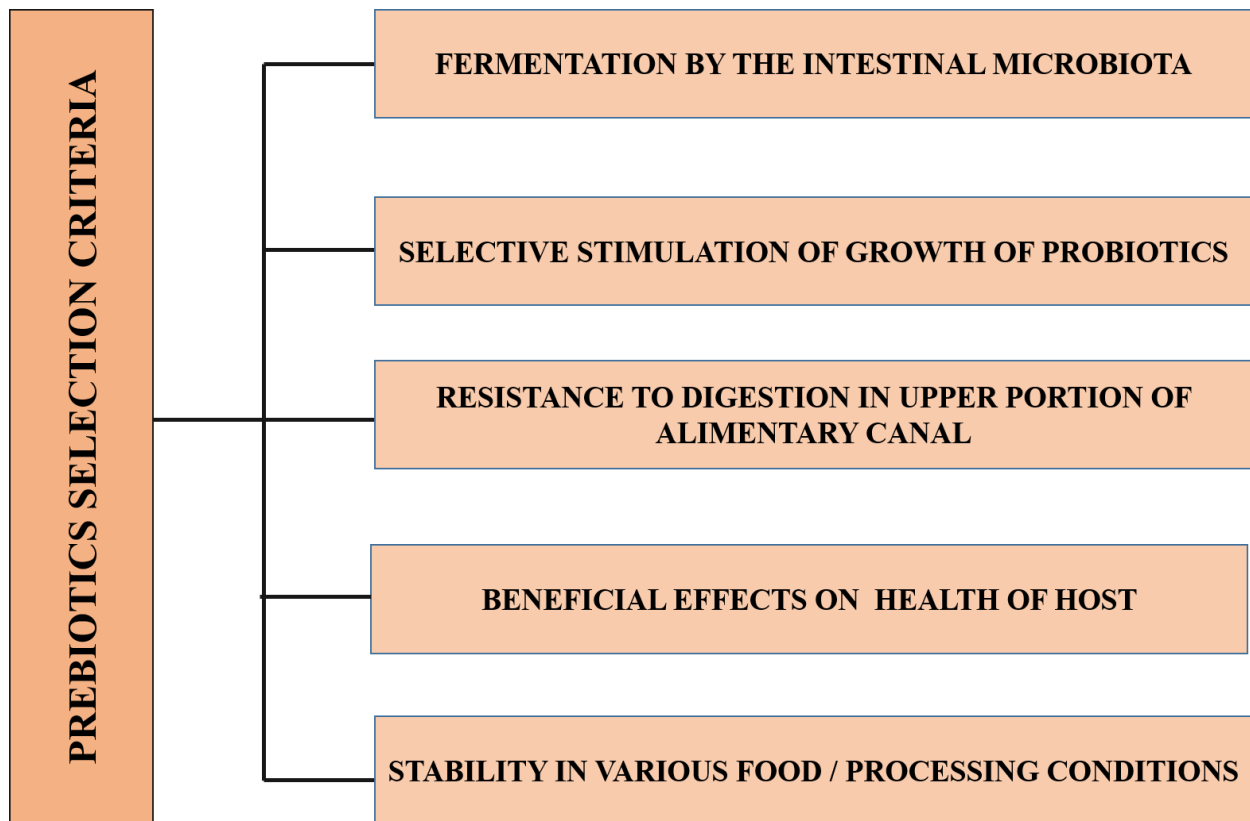 PREBIOTICS SELECTION CRITERIA
FERMENTATION BY THE INTESTINAL MICROBIOTA
SELECTIVE STIMULATION OF GROWTH OF PROBIOTICS
RESISTANCE TO DIGESTION IN UPPER PORTION OF
ALIMENTARY CANAL
BENEFICIAL EFFECTS ON HEALTH OF HOST
STABILITY IN VARIOUS FOOD / PROCESSING CONDITIONS